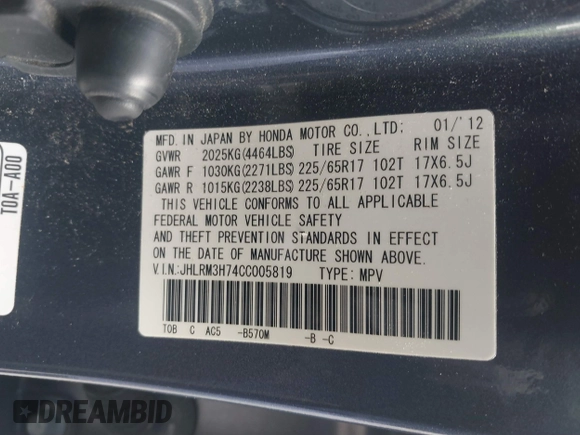 MFD. IN JAPAN BY HONDA MOTOR CO., LTD: 01/'12
GVWR 2025KG(4464LBS) TIRE SIZE RIM SIZE
GAWR F 1030KG(2271LBS) 225/65R17 102T 17X6.5J
GAWR R 1015KG(2238LBS) 225/65R17 102T 17X6.5J
THIS VEHICLE CONFORMS TO ALL APPLICABLE
FEDERAL MOTOR VEHICLE SAFETY
AND THEFT PREVENTION STANDARDS IN EFFECT
ON THE DATE OF MANUFACTURE SHOWN ABOVE.
V.I.N.:JHLRM3H74CC005819 TYPE: MPV
TOB C AC5 -B570M -B -C
TOA-A00
DREAMBID